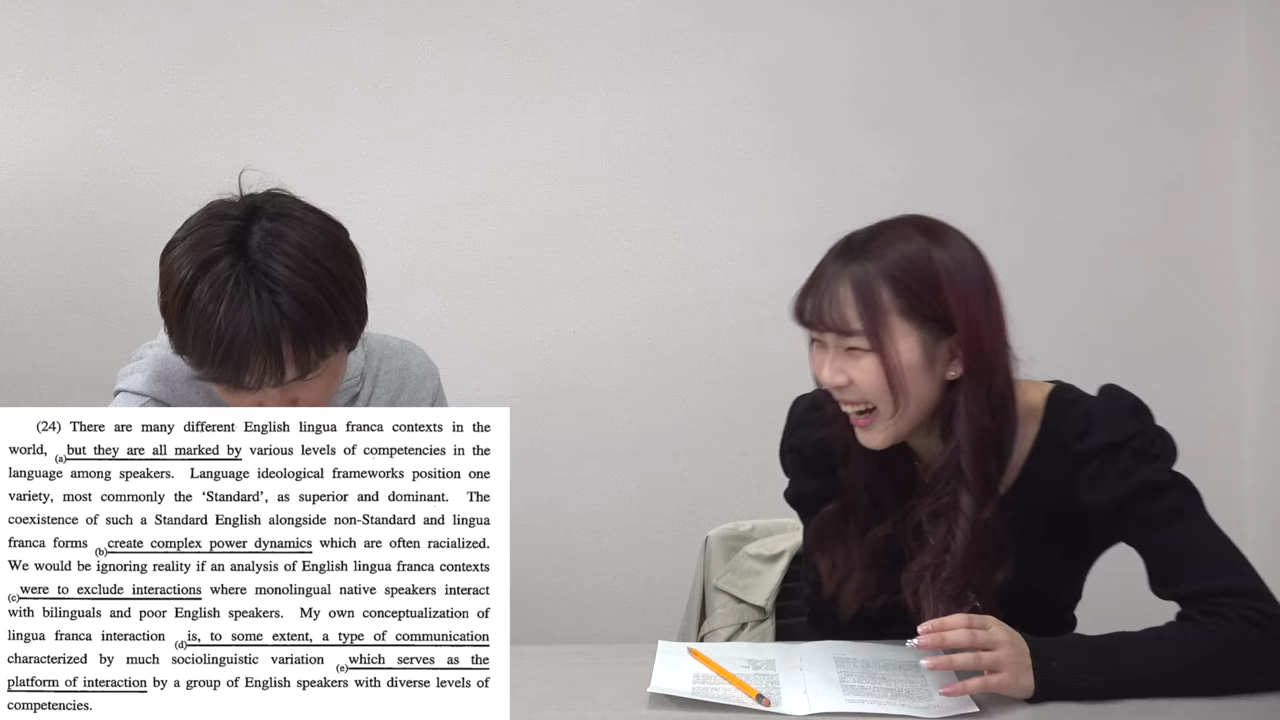 (24) There are many different English lingua franca contexts in the
world, (a)but they are all marked by various levels of competencies in the
language among speakers. Language ideological frameworks position one
variety, most commonly the ‘Standard’, as superior and dominant. The
coexistence of such a Standard English alongside non-Standard and lingua
franca forms (b)create complex power dynamics which are often racialized.
We would be ignoring reality if an analysis of English lingua franca contexts
(c)were to exclude interactions where monolingual native speakers interact
with bilinguals and poor English speakers. My own conceptualization of
lingua franca interaction (d)is, to some extent, a type of communication
characterized by much sociolinguistic variation (e)which serves as the
platform of interaction by a group of English speakers with diverse levels of
competencies.